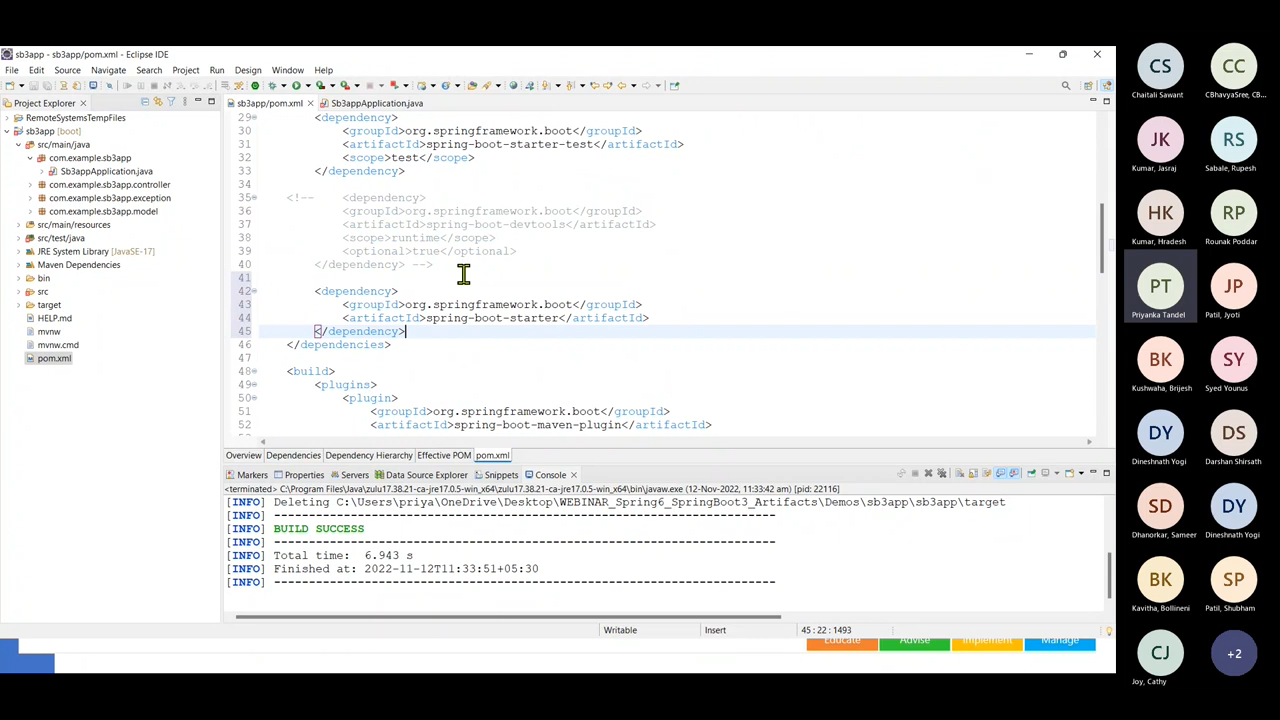 sb3app - sb3app/pom.xml - Eclipse IDE
File Edit Source Navigate Search Project Run Design Window Help
Project Explorer
RemoteSystemsTempFiles
sb3app [boot]
src/main/java
com.example.sb3app
Sb3appApplication.java
com.example.sb3app.controller
com.example.sb3app.exception
com.example.sb3app.model
src/main/resources
src/test/java
JRE System Library [JavaSE-17]
Maven Dependencies
bin
src
target
HELP.md
mvnw
mvnw.cmd
pom.xml
sb3app/pom.xml Sb3appApplication.java
29 <dependency>
30 <groupId>org.springframework.boot</groupId>
31 <artifactId>spring-boot-starter-test</artifactId>
32 <scope>test</scope>
33 </dependency>
34
35 <!-- <dependency>
36 <groupId>org.springframework.boot</groupId>
37 <artifactId>spring-boot-devtools</artifactId>
38 <scope>runtime</scope>
39 <optional>true</optional>
40 </dependency> -->
41
42 <dependency>
43 <groupId>org.springframework.boot</groupId>
44 <artifactId>spring-boot-starter</artifactId>
45 </dependency>
46 </dependencies>
47
48 <build>
49 <plugins>
50 <plugin>
51 <groupId>org.springframework.boot</groupId>
52 <artifactId>spring-boot-maven-plugin</artifactId>
Overview Dependencies Dependency Hierarchy Effective POM pom.xml
Markers Properties Servers Data Source Explorer Snippets Console
<terminated> C:\Program Files\Java\zulu17.38.21-ca-jre17.0.5-win_x64\zulu17.38.21-ca-jre17.0.5-win_x64\bin\javaw.exe (12-Nov-2022, 11:33:42 am) [pid: 22116]
[INFO] Deleting C:\Users\priya\OneDrive\Desktop\WEBINAR_Spring6_SpringBoot3_Artifacts\Demos\sb3app\sb3app\target
[INFO] ------------------------------------------------------------------------
[INFO] BUILD SUCCESS
[INFO] ------------------------------------------------------------------------
[INFO] Total time:  6.943 s
[INFO] Finished at: 2022-11-12T11:33:51+05:30
[INFO] ------------------------------------------------------------------------
Writable Insert 45 : 22 : 1493
Educate Advise Implement Manage
CS CC
Chaitali Sawant CBhavyaSree, CB...
JK RS
Kumar, Jasraj Sabale, Rupesh
HK RP
Kumar, Hradesh Rounak Poddar
PT JP
Priyanka Tandel Patil, Jyoti
BK SY
Kushwaha, Brijesh Syed Younus
DY DS
Dineshnath Yogi Darshan Shirsath
SD DY
Dhanorkar, Sameer Dineshnath Yogi
BK SP
Kavitha, Bollineni Patil, Shubham
CJ +2
Joy, Cathy